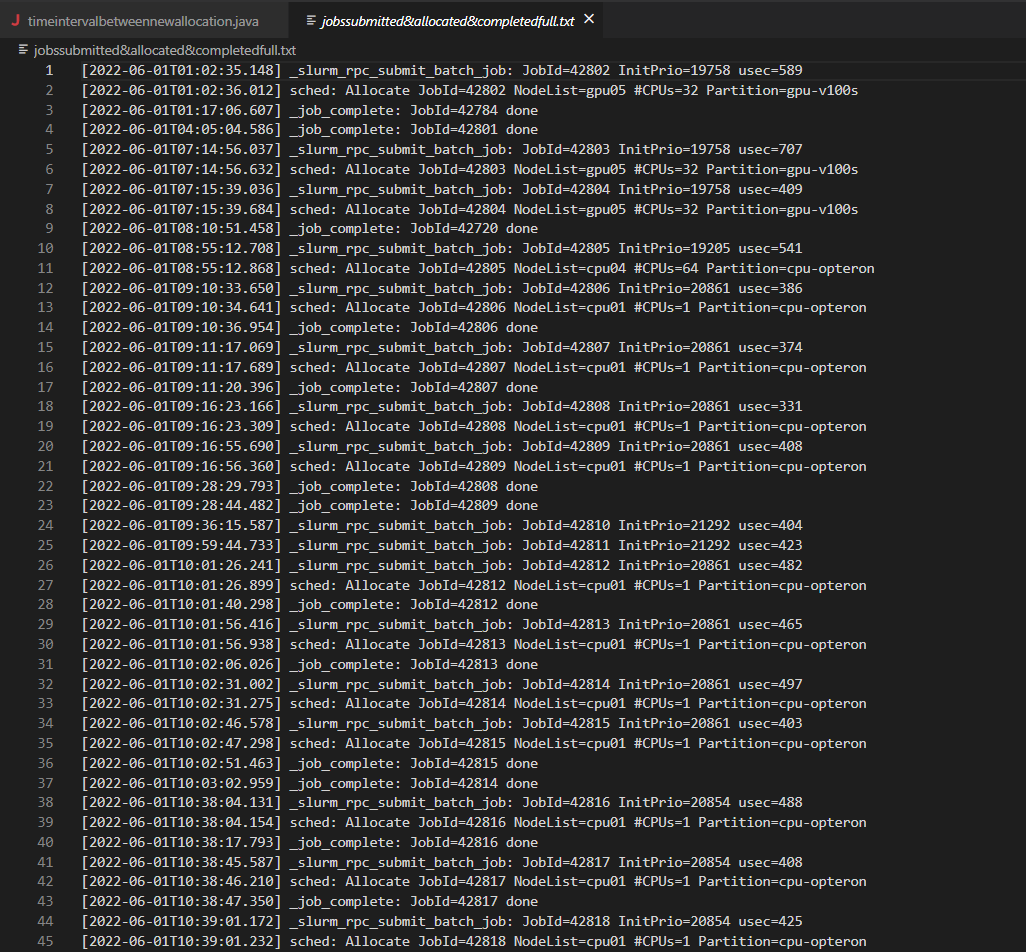 J timeintervalbetweennewallocation.java jobssubmitted&allocated&completedfull.txt ×
jobssubmitted&allocated&completedfull.txt
1 [2022-06-01T01:02:35.148] _slurm_rpc_submit_batch_job: JobId=42802 InitPrio=19758 usec=589
2 [2022-06-01T01:02:36.012] sched: Allocate JobId=42802 NodeList=gpu05 #CPUs=32 Partition=gpu-v100s
3 [2022-06-01T01:17:06.607] _job_complete: JobId=42784 done
4 [2022-06-01T04:05:04.586] _job_complete: JobId=42801 done
5 [2022-06-01T07:14:56.037] _slurm_rpc_submit_batch_job: JobId=42803 InitPrio=19758 usec=707
6 [2022-06-01T07:14:56.632] sched: Allocate JobId=42803 NodeList=gpu05 #CPUs=32 Partition=gpu-v100s
7 [2022-06-01T07:15:39.036] _slurm_rpc_submit_batch_job: JobId=42804 InitPrio=19758 usec=409
8 [2022-06-01T07:15:39.684] sched: Allocate JobId=42804 NodeList=gpu05 #CPUs=32 Partition=gpu-v100s
9 [2022-06-01T08:10:51.458] _job_complete: JobId=42720 done
10 [2022-06-01T08:55:12.708] _slurm_rpc_submit_batch_job: JobId=42805 InitPrio=19205 usec=541
11 [2022-06-01T08:55:12.868] sched: Allocate JobId=42805 NodeList=cpu04 #CPUs=64 Partition=cpu-opteron
12 [2022-06-01T09:10:33.650] _slurm_rpc_submit_batch_job: JobId=42806 InitPrio=20861 usec=386
13 [2022-06-01T09:10:34.641] sched: Allocate JobId=42806 NodeList=cpu01 #CPUs=1 Partition=cpu-opteron
14 [2022-06-01T09:10:36.954] _job_complete: JobId=42806 done
15 [2022-06-01T09:11:17.069] _slurm_rpc_submit_batch_job: JobId=42807 InitPrio=20861 usec=374
16 [2022-06-01T09:11:17.689] sched: Allocate JobId=42807 NodeList=cpu01 #CPUs=1 Partition=cpu-opteron
17 [2022-06-01T09:11:20.396] _job_complete: JobId=42807 done
18 [2022-06-01T09:16:23.166] _slurm_rpc_submit_batch_job: JobId=42808 InitPrio=20861 usec=331
19 [2022-06-01T09:16:23.309] sched: Allocate JobId=42808 NodeList=cpu01 #CPUs=1 Partition=cpu-opteron
20 [2022-06-01T09:16:55.690] _slurm_rpc_submit_batch_job: JobId=42809 InitPrio=20861 usec=408
21 [2022-06-01T09:16:56.360] sched: Allocate JobId=42809 NodeList=cpu01 #CPUs=1 Partition=cpu-opteron
22 [2022-06-01T09:28:29.793] _job_complete: JobId=42808 done
23 [2022-06-01T09:28:44.482] _job_complete: JobId=42809 done
24 [2022-06-01T09:36:15.587] _slurm_rpc_submit_batch_job: JobId=42810 InitPrio=21292 usec=404
25 [2022-06-01T09:59:44.733] _slurm_rpc_submit_batch_job: JobId=42811 InitPrio=21292 usec=423
26 [2022-06-01T10:01:26.241] _slurm_rpc_submit_batch_job: JobId=42812 InitPrio=20861 usec=482
27 [2022-06-01T10:01:26.899] sched: Allocate JobId=42812 NodeList=cpu01 #CPUs=1 Partition=cpu-opteron
28 [2022-06-01T10:01:40.298] _job_complete: JobId=42812 done
29 [2022-06-01T10:01:56.416] _slurm_rpc_submit_batch_job: JobId=42813 InitPrio=20861 usec=465
30 [2022-06-01T10:01:56.938] sched: Allocate JobId=42813 NodeList=cpu01 #CPUs=1 Partition=cpu-opteron
31 [2022-06-01T10:02:06.026] _job_complete: JobId=42813 done
32 [2022-06-01T10:02:31.002] _slurm_rpc_submit_batch_job: JobId=42814 InitPrio=20861 usec=497
33 [2022-06-01T10:02:31.275] sched: Allocate JobId=42814 NodeList=cpu01 #CPUs=1 Partition=cpu-opteron
34 [2022-06-01T10:02:46.578] _slurm_rpc_submit_batch_job: JobId=42815 InitPrio=20861 usec=403
35 [2022-06-01T10:02:47.298] sched: Allocate JobId=42815 NodeList=cpu01 #CPUs=1 Partition=cpu-opteron
36 [2022-06-01T10:02:51.463] _job_complete: JobId=42815 done
37 [2022-06-01T10:03:02.959] _job_complete: JobId=42814 done
38 [2022-06-01T10:38:04.131] _slurm_rpc_submit_batch_job: JobId=42816 InitPrio=20854 usec=488
39 [2022-06-01T10:38:04.154] sched: Allocate JobId=42816 NodeList=cpu01 #CPUs=1 Partition=cpu-opteron
40 [2022-06-01T10:38:17.793] _job_complete: JobId=42816 done
41 [2022-06-01T10:38:45.587] _slurm_rpc_submit_batch_job: JobId=42817 InitPrio=20854 usec=408
42 [2022-06-01T10:38:46.210] sched: Allocate JobId=42817 NodeList=cpu01 #CPUs=1 Partition=cpu-opteron
43 [2022-06-01T10:38:47.350] _job_complete: JobId=42817 done
44 [2022-06-01T10:39:01.172] _slurm_rpc_submit_batch_job: JobId=42818 InitPrio=20854 usec=425
45 [2022-06-01T10:39:01.232] sched: Allocate JobId=42818 NodeList=cpu01 #CPUs=1 Partition=cpu-opteron